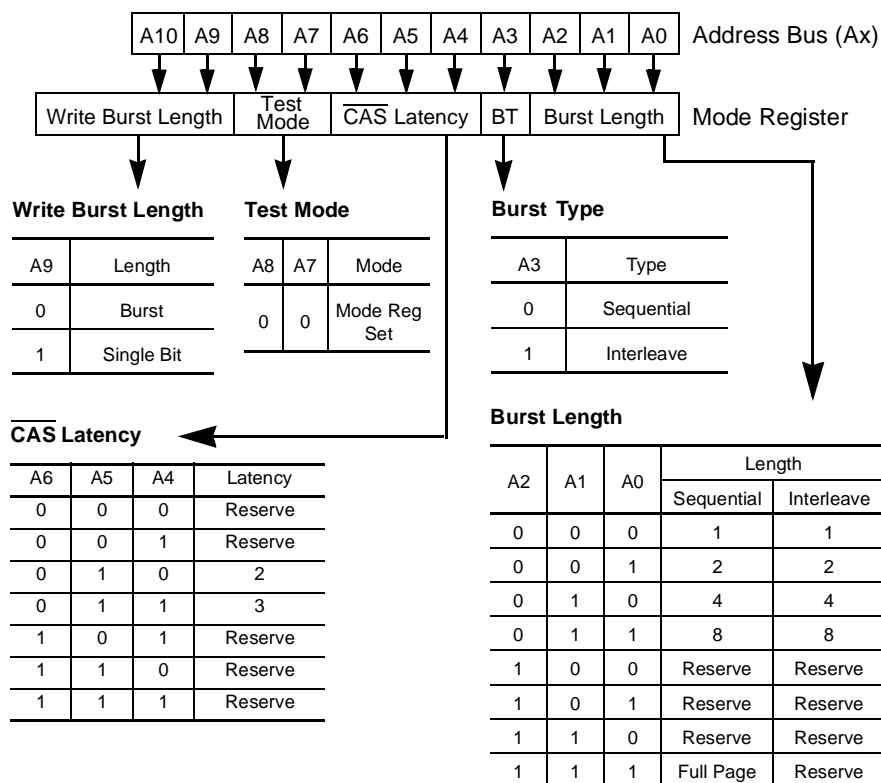 A10 A9 A8 A7 A6 A5 A4 A3 A2 A1 A0 Address Bus (Ax)
Write Burst Length Test Mode CAS Latency BT Burst Length Mode Register
Write Burst Length
A9 Length
0 Burst
1 Single Bit
Test Mode
A8 A7 Mode
0 0 Mode Reg
Set
Burst Type
A3 Type
0 Sequential
1 Interleave
CAS Latency
A6 A5 A4 Latency
0 0 0 Reserve
0 0 1 Reserve
0 1 0 2
0 1 1 3
1 0 1 Reserve
1 1 0 Reserve
1 1 1 Reserve
Burst Length
A2 A1 A0 Length
Sequential Interleave
0 0 0 1 1
0 0 1 2 2
0 1 0 4 4
0 1 1 8 8
1 0 0 Reserve Reserve
1 0 1 Reserve Reserve
1 1 0 Reserve Reserve
1 1 1 Full Page Reserve